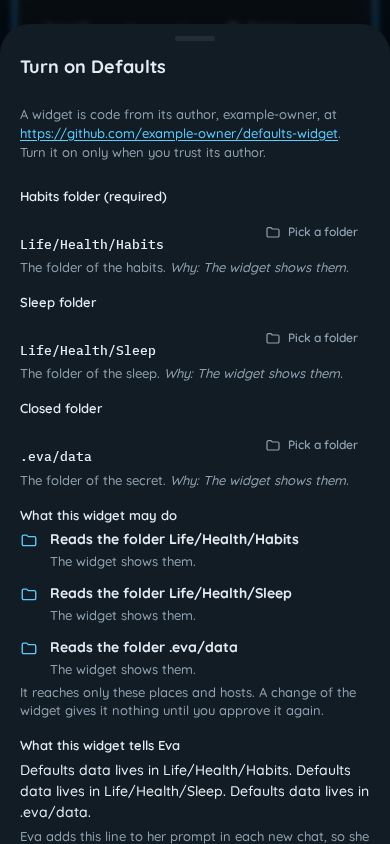 Turn on Defaults
A widget is code from its author, example-owner, at
https://github.com/example-owner/defaults-widget.
Turn it on only when you trust its author.
Habits folder (required)
Pick a folder
Life/Health/Habits
The folder of the habits. Why: The widget shows them.
Sleep folder
Pick a folder
Life/Health/Sleep
The folder of the sleep. Why: The widget shows them.
Closed folder
Pick a folder
.eva/data
The folder of the secret. Why: The widget shows them.
What this widget may do
Reads the folder Life/Health/Habits
The widget shows them.
Reads the folder Life/Health/Sleep
The widget shows them.
Reads the folder .eva/data
The widget shows them.
It reaches only these places and hosts. A change of the
widget gives it nothing until you approve it again.
What this widget tells Eva
Defaults data lives in Life/Health/Habits. Defaults
data lives in Life/Health/Sleep. Defaults data lives in
.eva/data.
Eva adds this line to her prompt in each new chat, so she